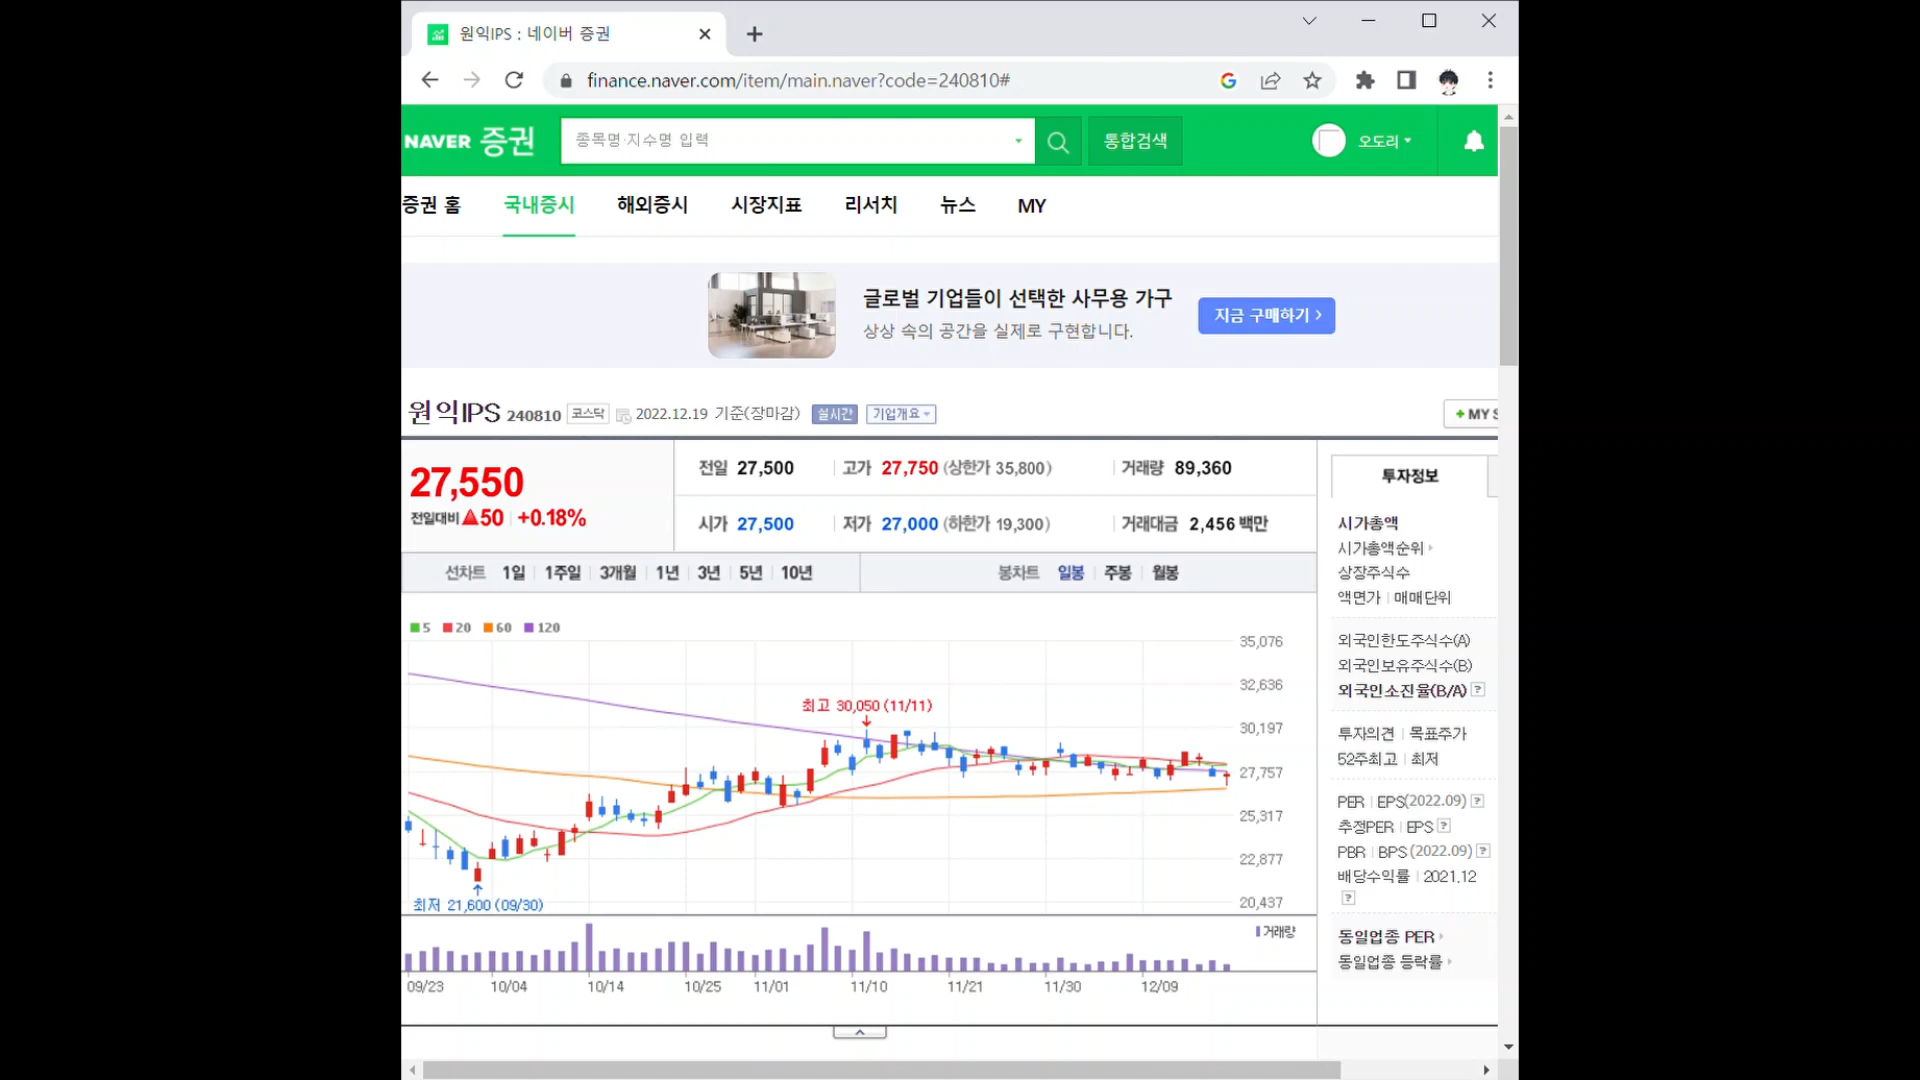 원익IPS : 네이버 증권
finance.naver.com/item/main.naver?code=240810#
NAVER 증권
종목명·지수명 입력
통합검색
오도리
증권 홈 국내증시 해외증시 시장지표 리서치 뉴스 MY
글로벌 기업들이 선택한 사무용 가구
상상 속의 공간을 실제로 구현합니다.
지금 구매하기 >
원익IPS 240810 코스닥 2022.12.19 기준(장마감) 실시간 기업개요
+ MY S
27,550
전일대비 ▲50 +0.18%
전일 27,500 고가 27,750 (상한가 35,800) 거래량 89,360
시가 27,500 저가 27,000 (하한가 19,300) 거래대금 2,456 백만
선차트 1일 1주일 3개월 1년 3년 5년 10년
봉차트 일봉 주봉 월봉
5 20 60 120
35,076
32,636
30,197
27,757
25,317
22,877
20,437
최고 30,050 (11/11)
최저 21,600 (09/30)
거래량
09/23 10/04 10/14 10/25 11/01 11/10 11/21 11/30 12/09
투자정보
시가총액
시가총액순위
상장주식수
액면가 매매단위
외국인한도주식수(A)
외국인보유주식수(B)
외국인소진율(B/A) ?
투자의견 목표주가
52주최고 최저
PER EPS(2022.09) ?
추정PER EPS ?
PBR BPS (2022.09) ?
배당수익률 2021.12
?
동일업종 PER
동일업종 등락률